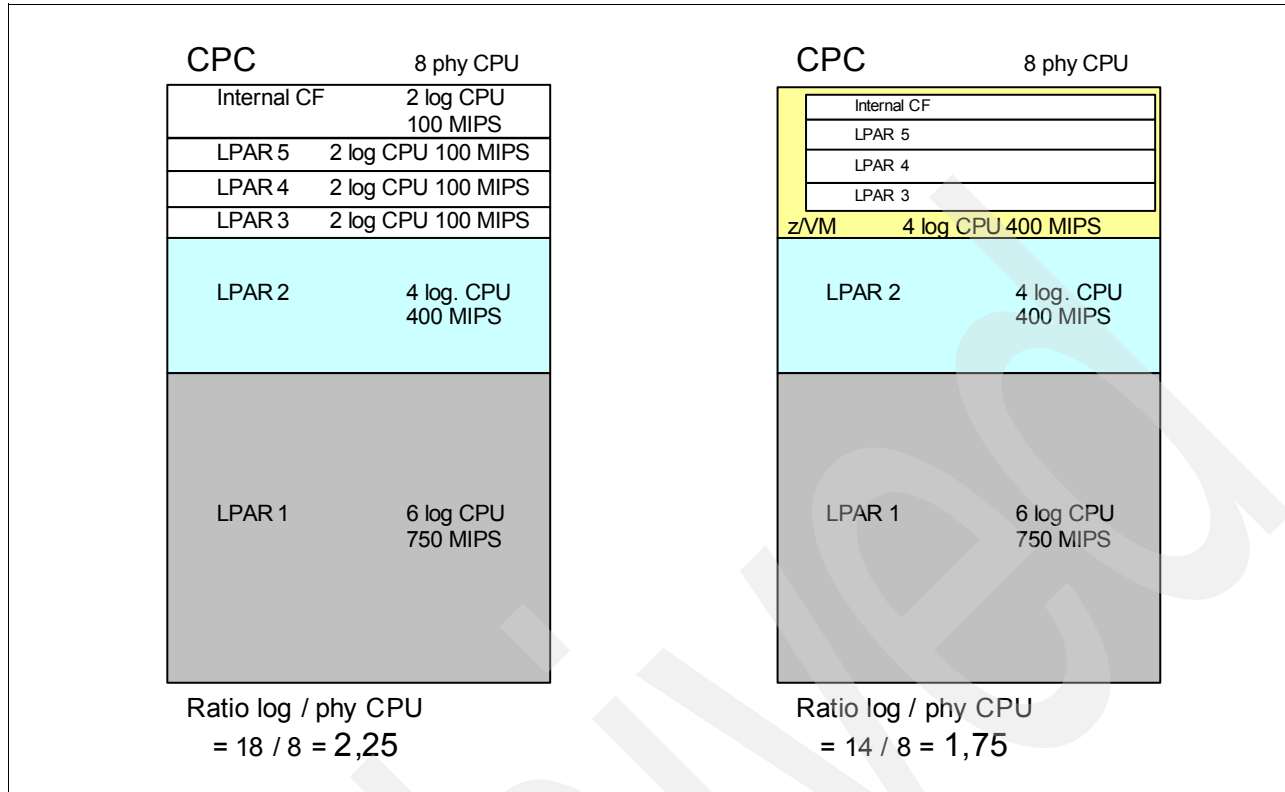 CPC 8 phy CPU
Internal CF 2 log CPU
100 MIPS
LPAR 5 2 log CPU 100 MIPS
LPAR 4 2 log CPU 100 MIPS
LPAR 3 2 log CPU 100 MIPS
LPAR 2 4 log. CPU
400 MIPS
LPAR 1 6 log CPU
750 MIPS
Ratio log / phy CPU
= 18 / 8 = 2,25
CPC 8 phy CPU
Internal CF
LPAR 5
LPAR 4
LPAR 3
z/VM 4 log CPU 400 MIPS
LPAR 2 4 log. CPU
400 MIPS
LPAR 1 6 log CPU
750 MIPS
Ratio log / phy CPU
= 14 / 8 = 1,75